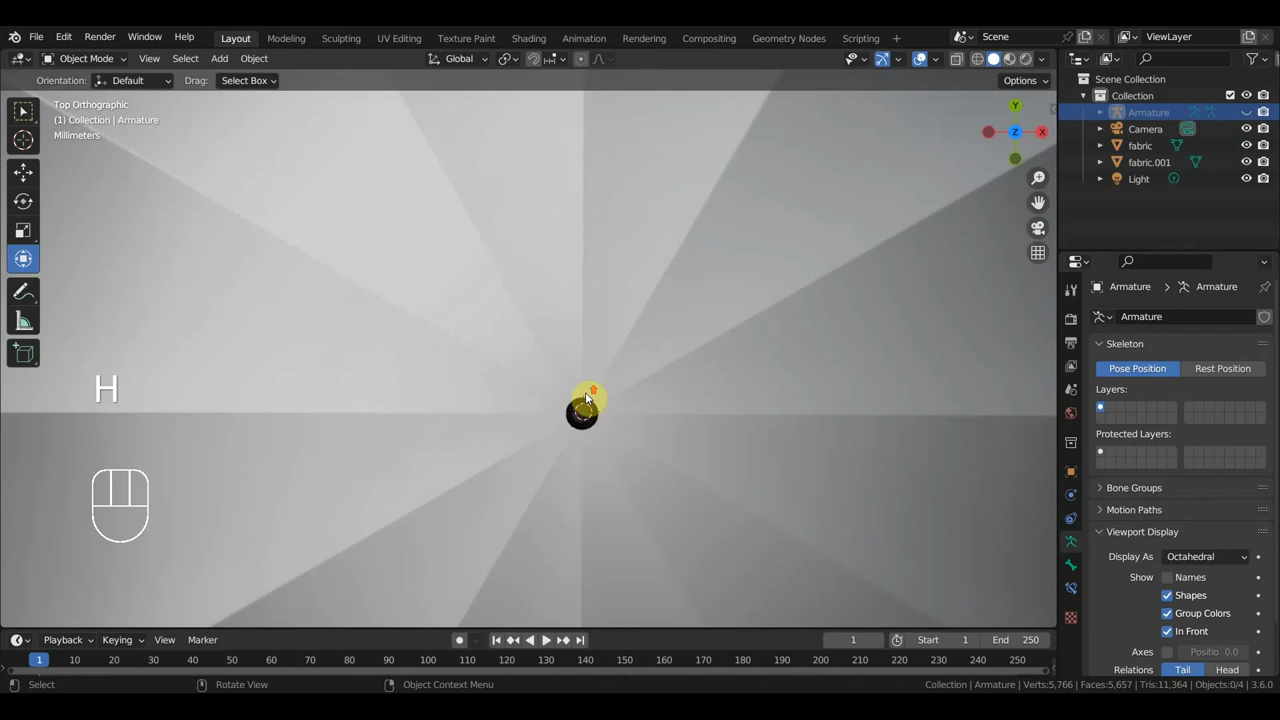 File Edit Render Window Help Layout Modeling Sculpting UV Editing Texture Paint Shading Animation Rendering Compositing Geometry Nodes Scripting + Scene ViewLayer
Object Mode View Select Add Object Global
Orientation: Default Drag: Select Box Options
Top Orthographic
(1) Collection | Armature
Millimeters
Y
X
Z
H
Scene Collection
Collection
Armature
Camera
fabric
fabric.001
Light
Armature > Armature
Armature
Skeleton
Pose Position Rest Position
Layers:
Protected Layers:
Bone Groups
Motion Paths
Viewport Display
Display As Octahedral
Show Names
Shapes
Group Colors
In Front
Axes Positio 0.0
Relations Tail Head
Playback Keying View Marker 1 Start 1 End 250
1 10 20 30 40 50 60 70 80 90 100 110 120 130 140 150 160 170 180 190 200 210 220 230 240 250
Select Rotate View Object Context Menu Collection | Armature | Verts:5,766 | Faces:5,657 | Tris:11,364 | Objects:0/4 | 3.6.0